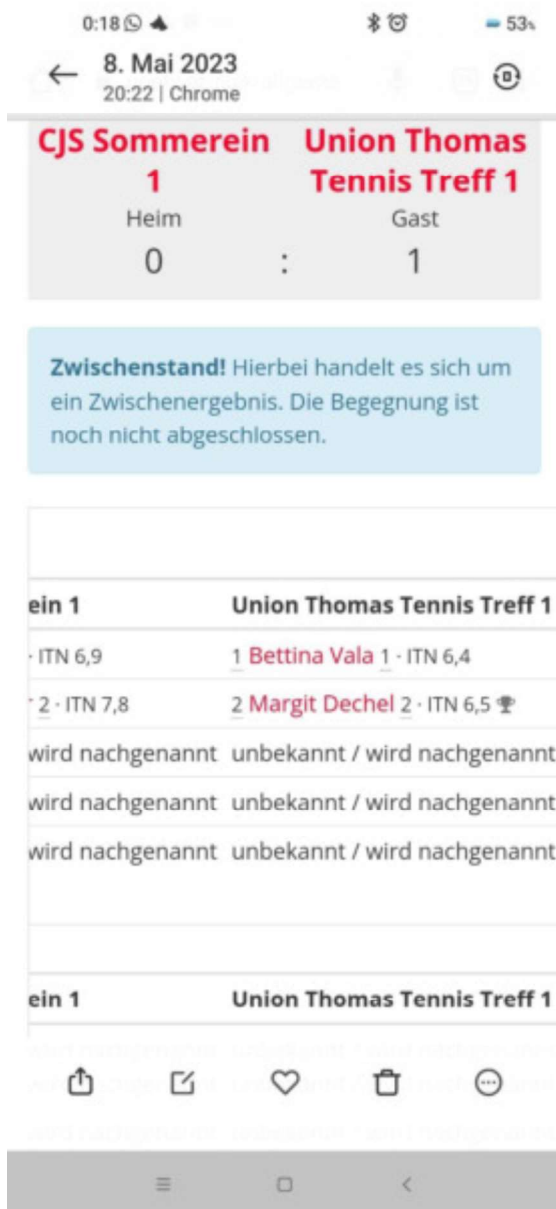 0:18 53%
8. Mai 2023
20:22 | Chrome
CJS Sommerein Union Thomas
1 Tennis Treff 1
Heim Gast
0 : 1
Zwischenstand! Hierbei handelt es sich um
ein Zwischenergebnis. Die Begegnung ist
noch nicht abgeschlossen.
ein 1 Union Thomas Tennis Treff 1
· ITN 6,9 1 Bettina Vala 1 · ITN 6,4
2 · ITN 7,8 2 Margit Dechel 2 · ITN 6,5
wird nachgenannt unbekannt / wird nachgenannt
wird nachgenannt unbekannt / wird nachgenannt
wird nachgenannt unbekannt / wird nachgenannt
ein 1 Union Thomas Tennis Treff 1